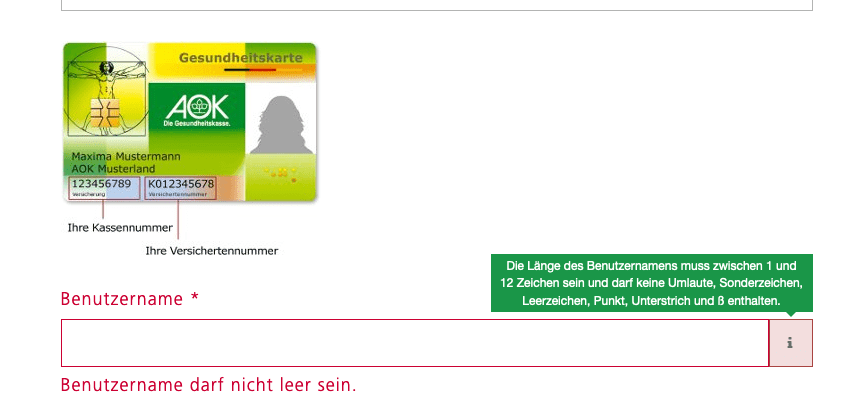 Gesundheitskarte
AOK
Die Gesundheitskasse.
Maxima Mustermann
AOK Musterland
123456789 K012345678
Versicherung Versichertennummer
Ihre Kassennummer
Ihre Versichertennummer
Die Länge des Benutzernamens muss zwischen 1 und
12 Zeichen sein und darf keine Umlaute, Sonderzeichen,
Leerzeichen, Punkt, Unterstrich und ß enthalten.
Benutzername *
i
Benutzername darf nicht leer sein.